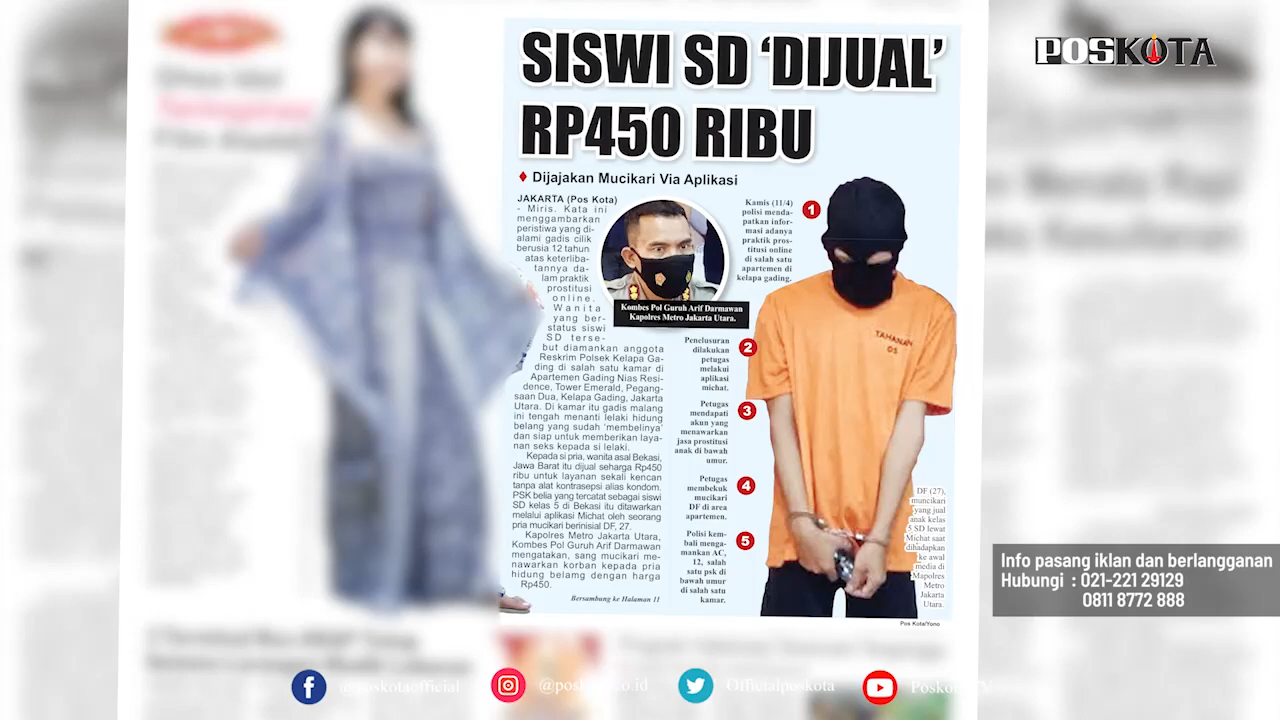 POSKOTA
SISWI SD ‘DIJUAL’
RP450 RIBU
Dijajakan Mucikari Via Aplikasi
JAKARTA (Pos Kota)
- Miris. Kata ini
menggambarkan
peristiwa yang di-
alami gadis cilik
berusia 12 tahun
atas keterliba-
tannya da-
lam praktik
prostitusi
online.
Wanita
yang ber-
status siswi
SD terse-
but diamankan anggota
Reskrim Polsek Kelapa Ga-
ding di salah satu kamar di
Apartemen Gading Nias Resi-
dence, Tower Emerald, Pegang-
saan Dua, Kelapa Gading, Jakarta
Utara. Di kamar itu gadis malang
ini tengah menanti lelaki hidung
belang yang sudah ‘membelinya’
dan siap untuk memberikan laya-
nan seks kepada si lelaki.
Kepada si pria, wanita asal Bekasi,
Jawa Barat itu dijual seharga Rp450
ribu untuk layanan sekali kencan
tanpa alat kontrasepsi alias kondom.
PSK belia yang tercatat sebagai siswi
SD kelas 5 di Bekasi itu ditawarkan
melalui aplikasi Michat oleh seorang
pria mucikari berinisial DF, 27.
Kapolres Metro Jakarta Utara,
Kombes Pol Guruh Arif Darmawan
mengatakan, sang mucikari me-
nawarkan korban kepada pria
hidung belamg dengan harga
Rp450.
Bersambung ke Halaman 11
Kombes Pol Guruh Arif Darmawan
Kapolres Metro Jakarta Utara.
1
Kamis (11/4)
polisi menda-
patkan infor-
masi adanya
praktik pros-
titusi online
di salah satu
apartemen di
kelapa gading.
2
Penelusuran
dilakukan
petugas
melakui
aplikasi
michat.
3
Petugas
mendapati
akun yang
menawarkan
jasa prostitusi
anak di bawah
umur.
4
Petugas
membekuk
mucikari
DF di area
apartemen.
5
Polisi kem-
bali menga-
mankan AC,
12, salah
satu psk di
bawah umur
di salah satu
kamar.
TAHANAN
05
DF (27),
muncikari
yang jual
anak kelas
5 SD lewat
Michat saat
dihadapkan
ke awal
media di
Mapolres
Metro
Jakarta
Utara.
Pos Kota/Yono
Info pasang iklan dan berlangganan
Hubungi : 021-221 29129
0811 8772 888
@poskotaofficial
Officialposkota